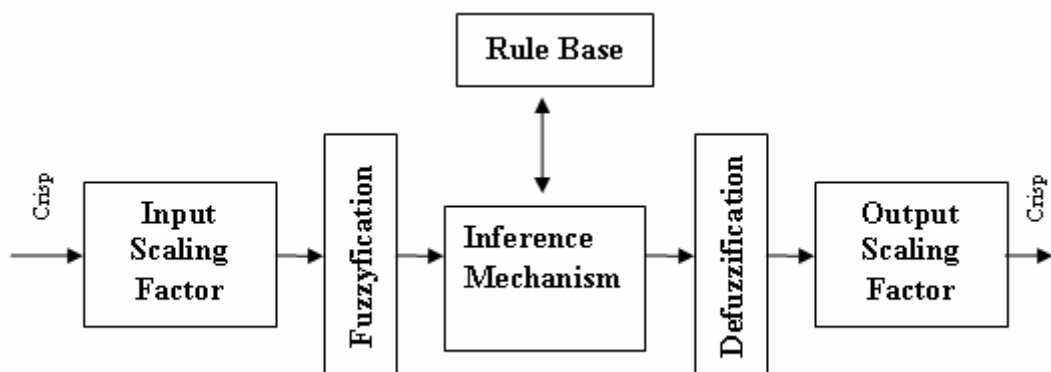 Rule Base
Crisp
Input
Scaling
Factor
Fuzzyfication
Inference
Mechanism
Defuzzification
Output
Scaling
Factor
Crisp